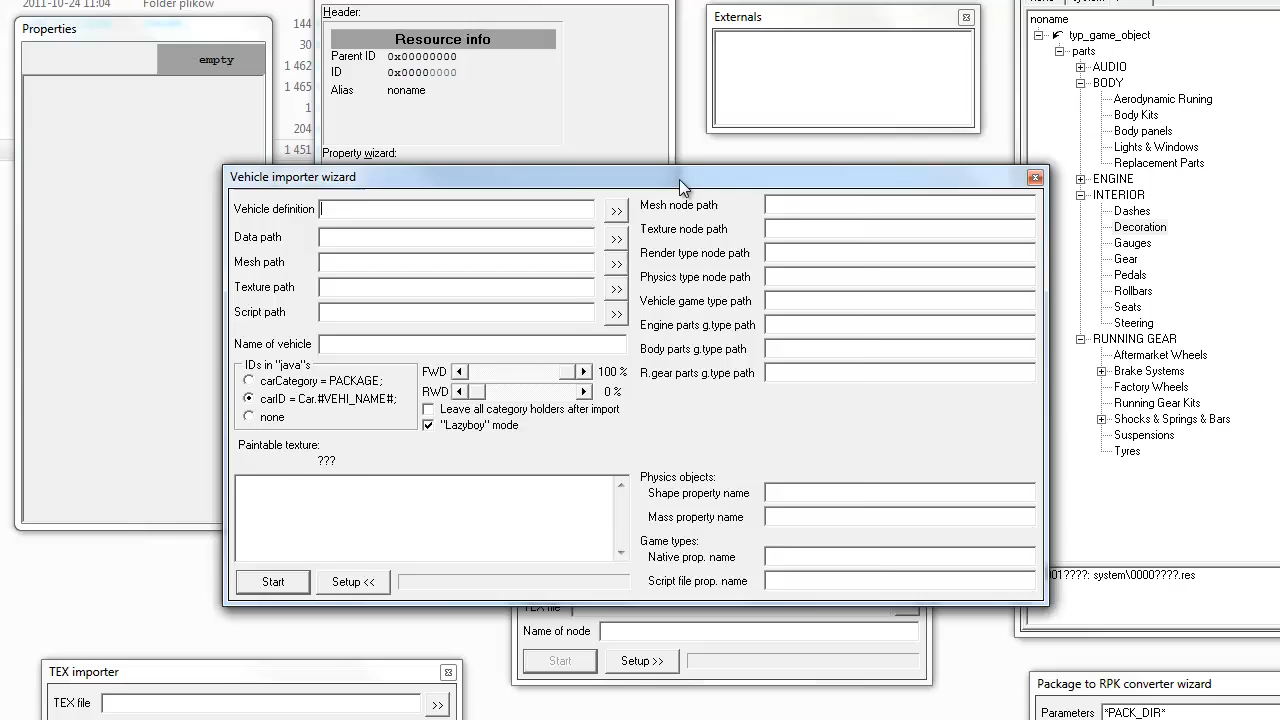 2011-10-24 11:04
Folder plików
Properties
empty
144
30
1 462
1 465
1
204
1 451
Header:
Resource info
Parent ID 0x00000000
ID 0x00000000
Alias noname
Property wizard:
Externals
noname
typ_game_object
parts
AUDIO
BODY
Aerodynamic Runing
Body Kits
Body panels
Lights & Windows
Replacement Parts
ENGINE
INTERIOR
Dashes
Decoration
Gauges
Gear
Pedals
Rollbars
Seats
Steering
RUNNING GEAR
Aftermarket Wheels
Brake Systems
Factory Wheels
Running Gear Kits
Shocks & Springs & Bars
Suspensions
Tyres
001????: system\0000????.res
Vehicle importer wizard
Vehicle definition >>
Data path >>
Mesh path >>
Texture path >>
Script path >>
Name of vehicle
IDs in "java"s
carCategory = PACKAGE;
carID = Car.#VEHI_NAME#;
none
FWD 100 %
RWD 0 %
Leave all category holders after import
"Lazyboy" mode
Paintable texture:
???
Start Setup <<
Mesh node path
Texture node path
Render type node path
Physics type node path
Vehicle game type path
Engine parts g.type path
Body parts g.type path
R.gear parts g.type path
Physics objects:
Shape property name
Mass property name
Game types:
Native prop. name
Script file prop. name
TEX file
Name of node
Start Setup >>
TEX importer
TEX file >>
Package to RPK converter wizard
Parameters *PACK_DIR*